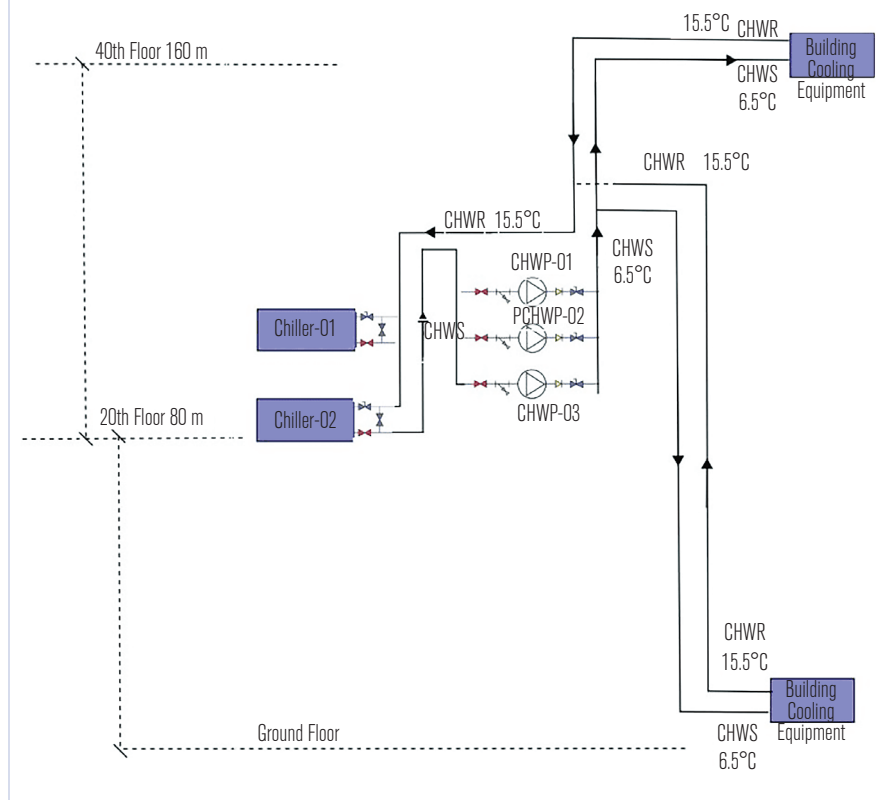 15.5°C CHWR
40th Floor 160 m
Building
Cooling
Equipment
CHWS
6.5°C
CHWR 15.5°C
CHWR 15.5°C
CHWS
6.5°C
CHWP-01
PCHWP-02
CHWS
Chiller-01
CHWP-03
20th Floor 80 m
Chiller-02
CHWR
15.5°C
Building
Cooling
Equipment
Ground Floor
CHWS
6.5°C